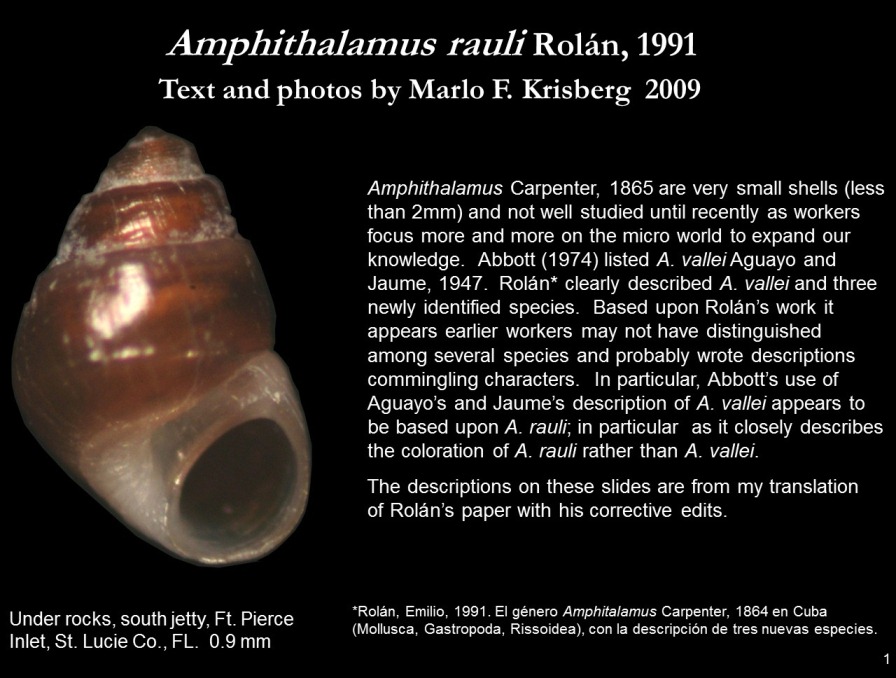 Amphithalamus rauli Rolán, 1991
Text and photos by Marlo F. Krisberg 2009
Amphithalamus Carpenter, 1865 are very small shells (less
than 2mm) and not well studied until recently as workers
focus more and more on the micro world to expand our
knowledge. Abbott (1974) listed A. vallei Aguayo and
Jaume, 1947. Rolán* clearly described A. vallei and three
newly identified species. Based upon Rolán's work it
appears earlier workers may not have distinguished
among several species and probably wrote descriptions
commingling characters. In particular, Abbott's use of
Aguayo's and Jaume's description of A. vallei appears to
be based upon A. rauli; in particular as it closely describes
the coloration of A. rauli rather than A. vallei.
The descriptions on these slides are from my translation
of Rolán's paper with his corrective edits.
Under rocks, south jetty, Ft. Pierce
Inlet, St. Lucie Co., FL. 0.9 mm
*Rolán, Emilio, 1991. El género Amphitalamus Carpenter, 1864 en Cuba
(Mollusca, Gastropoda, Rissoidea), con la descripción de tres nuevas especies.
1